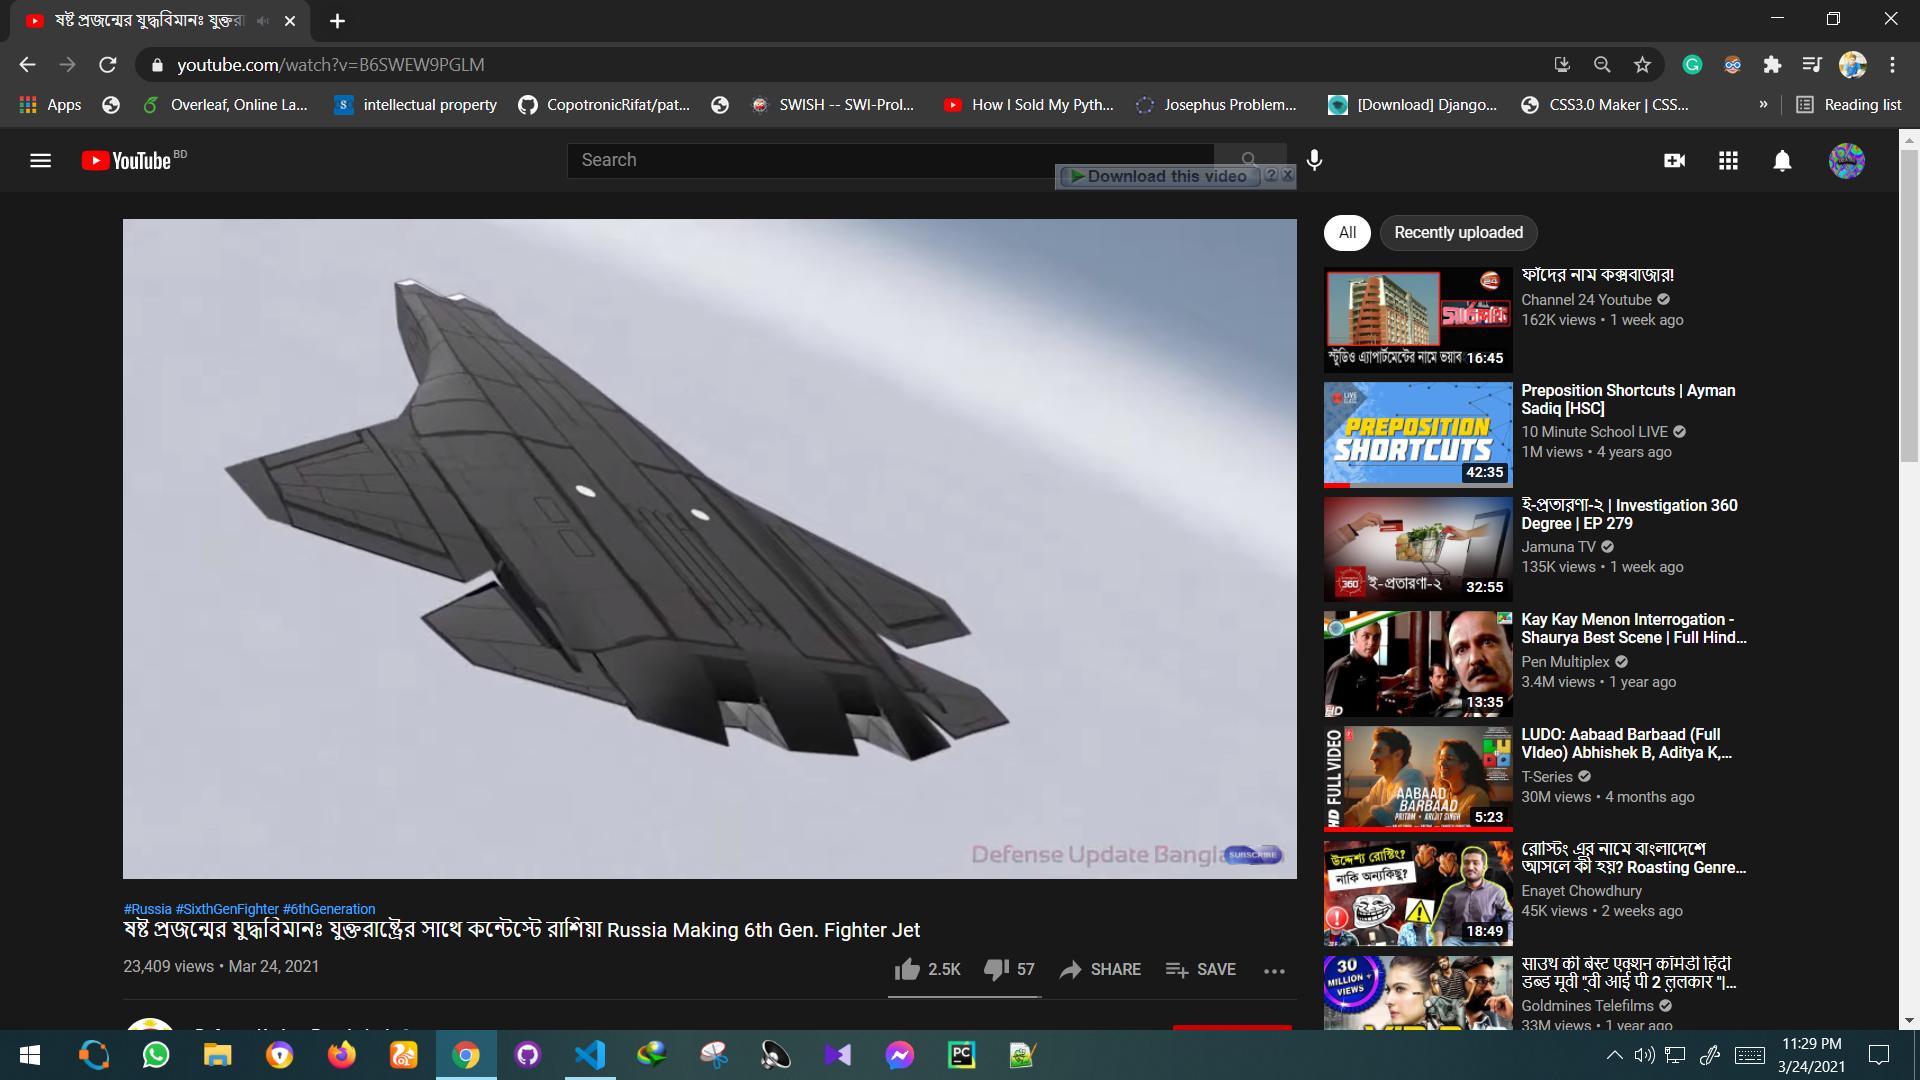 ষষ্ট প্রজন্মের যুদ্ধবিমানঃ যুক্তরা
youtube.com/watch?v=B6SWEW9PGLM
Apps
Overleaf, Online La...
intellectual property
CopotronicRifat/pat...
SWISH -- SWI-Prol...
How I Sold My Pyth...
Josephus Problem...
[Download] Django...
CSS3.0 Maker | CSS...
»
Reading list
YouTube BD
Search
Download this video
All
Recently uploaded
ফাঁদের নাম কক্সবাজার!
Channel 24 Youtube
162K views • 1 week ago
24
সার্চলাইট
স্টুডিও এ্যাপার্টমেন্টের নামে ভয়াব
16:45
Preposition Shortcuts | Ayman
Sadiq [HSC]
10 Minute School LIVE
1M views • 4 years ago
PREPOSITION
SHORTCUTS
42:35
ই-প্রতারণা-২ | Investigation 360
Degree | EP 279
Jamuna TV
135K views • 1 week ago
360
ই-প্রতারণা-২
32:55
Kay Kay Menon Interrogation -
Shaurya Best Scene | Full Hind...
Pen Multiplex
3.4M views • 1 year ago
HD
13:35
LUDO: Aabaad Barbaad (Full
VIdeo) Abhishek B, Aditya K,...
T-Series
30M views • 4 months ago
HD FULL VIDEO
AABAAD
BARBAAD
PRITAM • ARIJIT SINGH
5:23
রোস্টিং এর নামে বাংলাদেশে
আসলে কী হয়? Roasting Genre...
Enayet Chowdhury
45K views • 2 weeks ago
উদ্দেশ্য রোস্টিং?
নাকি অন্যকিছু?
18:49
साउथ की बेस्ट एक्शन कॉमेडी हिंदी
डब्ड मूवी "वी आई पी 2 ललकार "|...
Goldmines Telefilms
33M views • 1 year ago
30
MILLION +
VIEWS
Defense Update Bangla
SUBSCRIBE
#Russia #SixthGenFighter #6thGeneration
ষষ্ট প্রজন্মের যুদ্ধবিমানঃ যুক্তরাষ্ট্রের সাথে কন্টেস্টে রাশিয়া Russia Making 6th Gen. Fighter Jet
23,409 views • Mar 24, 2021
2.5K
57
SHARE
SAVE
11:29 PM
3/24/2021